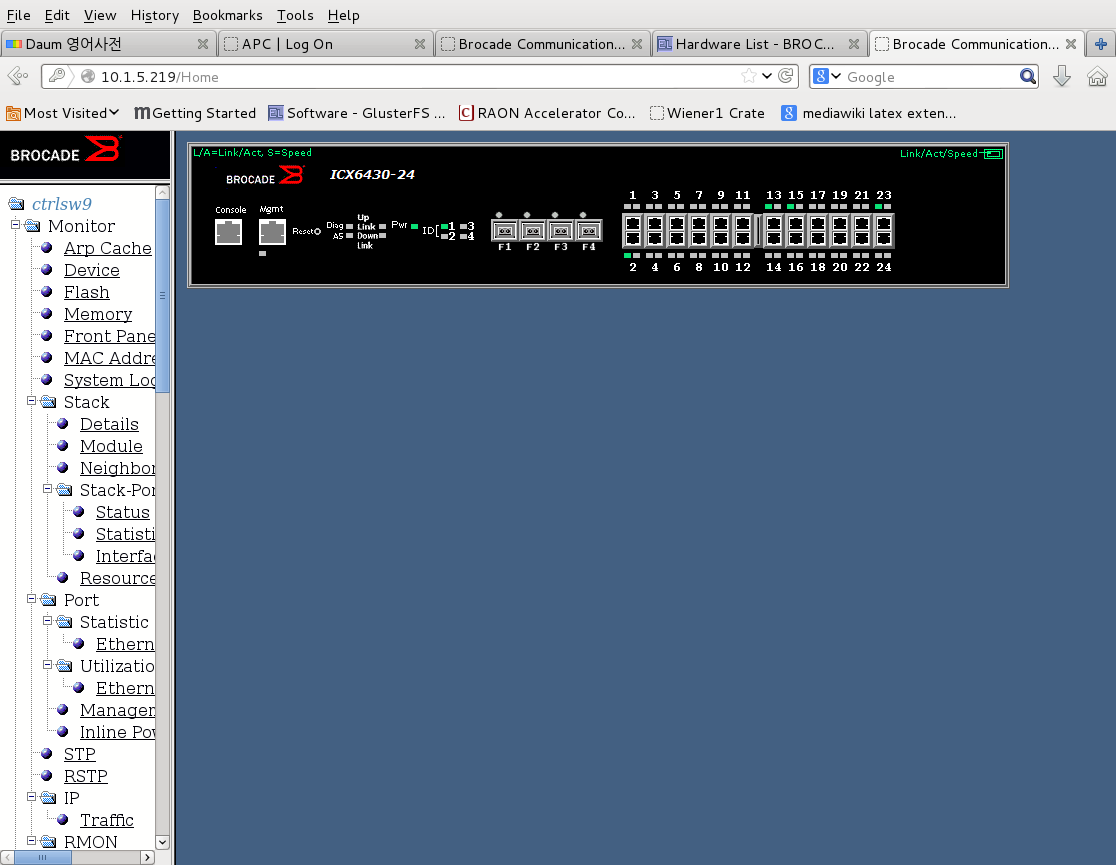 File Edit View History Bookmarks Tools Help
Daum 영어사전 APC | Log On Brocade Communication... Hardware List - BROC... Brocade Communication...
10.1.5.219/Home Google
Most Visited Getting Started Software - GlusterFS ... RAON Accelerator Co... Wiener1 Crate mediawiki latex exten...
BROCADE
ctrlsw9
Monitor
Arp Cache
Device
Flash
Memory
Front Pane
MAC Addre
System Log
Stack
Details
Module
Neighbor
Stack-Por
Status
Statisti
Interfac
Resource
Port
Statistic
Ethern
Utilizatio
Ethern
Managem
Inline Pow
STP
RSTP
IP
Traffic
RMON
L/A=Link/Act, S=Speed Link/Act/Speed
BROCADE ICX6430-24
Console Mgmt Reset
Diag Up Link Pwr ID[ 1 3
AS Down Link 2 4
F1 F2 F3 F4
1 3 5 7 9 11 13 15 17 19 21 23
2 4 6 8 10 12 14 16 18 20 22 24